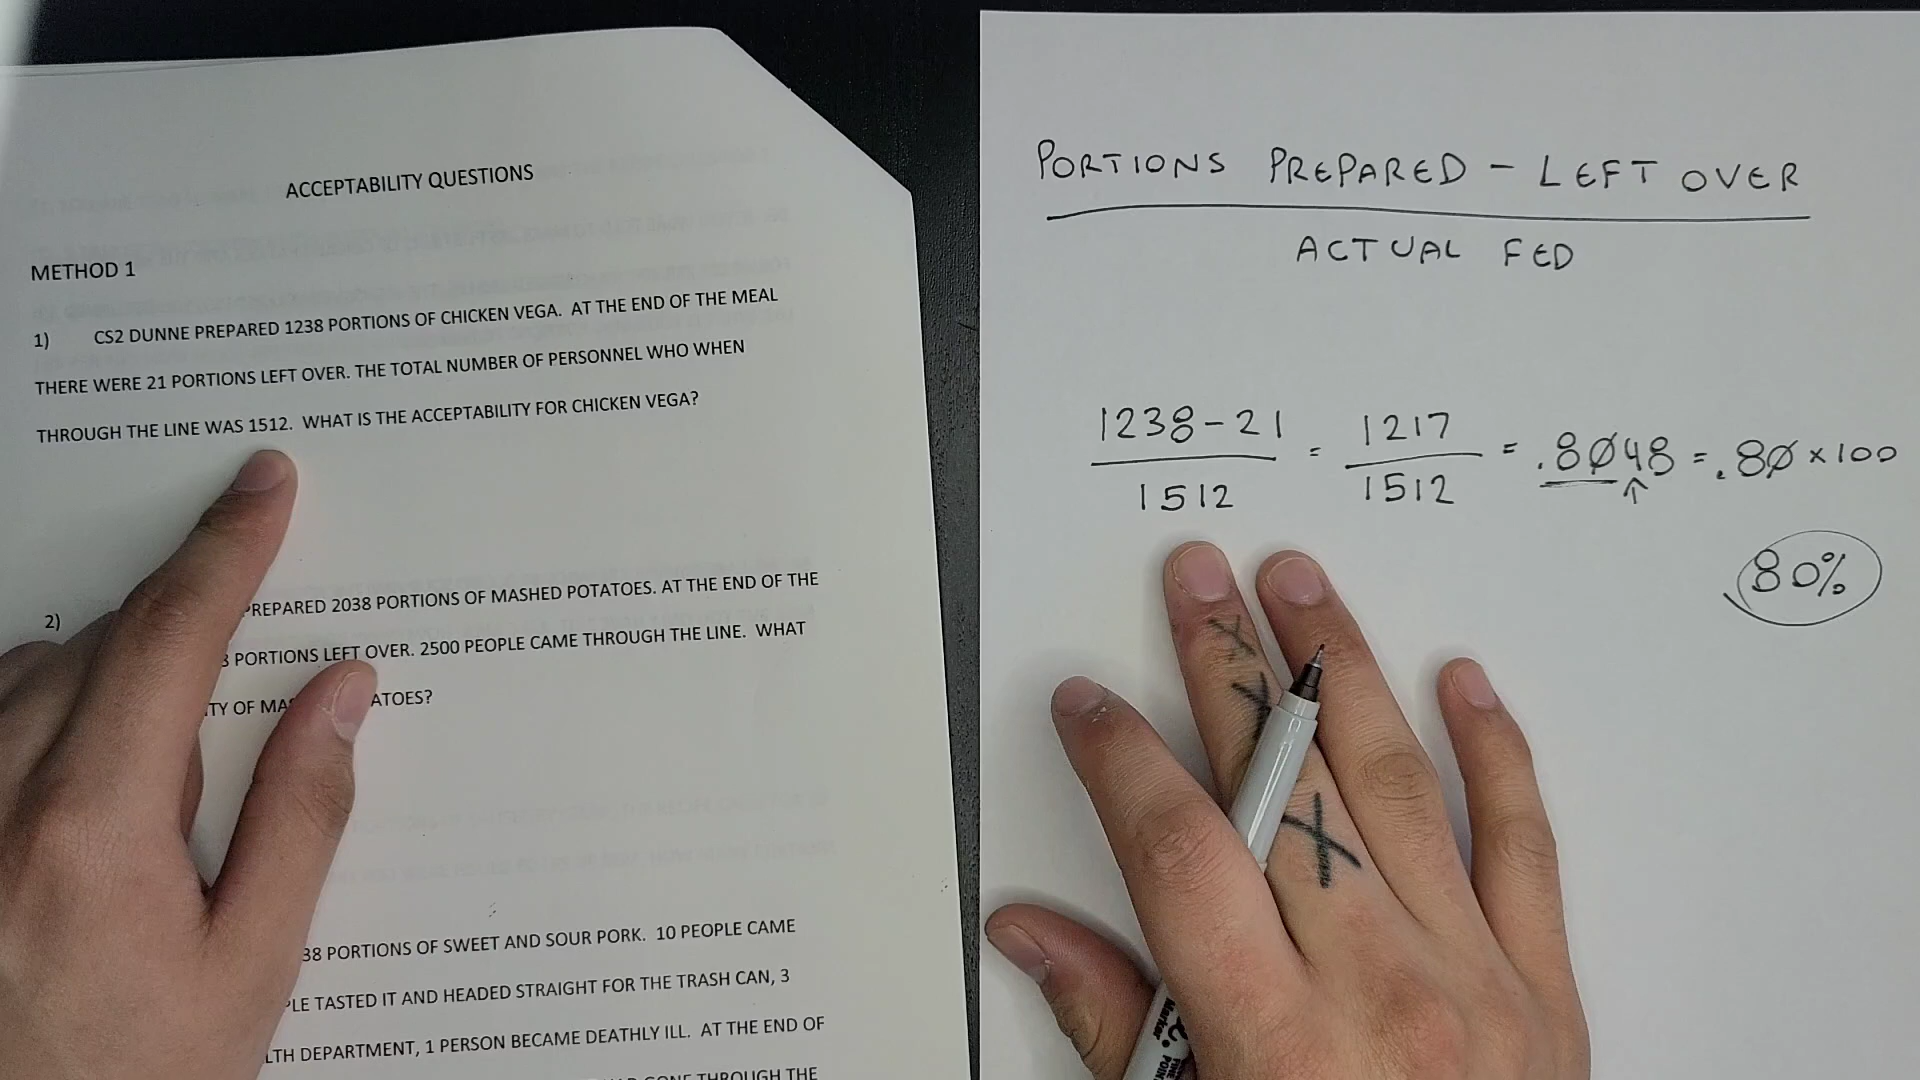 ACCEPTABILITY QUESTIONS
METHOD 1
1) CS2 DUNNE PREPARED 1238 PORTIONS OF CHICKEN VEGA. AT THE END OF THE MEAL
THERE WERE 21 PORTIONS LEFT OVER. THE TOTAL NUMBER OF PERSONNEL WHO WHEN
THROUGH THE LINE WAS 1512. WHAT IS THE ACCEPTABILITY FOR CHICKEN VEGA?
2) PREPARED 2038 PORTIONS OF MASHED POTATOES. AT THE END OF THE
PORTIONS LEFT OVER. 2500 PEOPLE CAME THROUGH THE LINE. WHAT
OF
38 PORTIONS OF SWEET AND SOUR PORK. 10 PEOPLE CAME
TASTED IT AND HEADED STRAIGHT FOR THE TRASH CAN, 3
DEPARTMENT, 1 PERSON BECAME DEATHLY ILL. AT THE END OF
THROUGH THE
PORTIONS PREPARED - LEFT OVER
ACTUAL FED
1238-21 = 1217 = .8048 = .80 x 100
1512 1512
80%
Marker